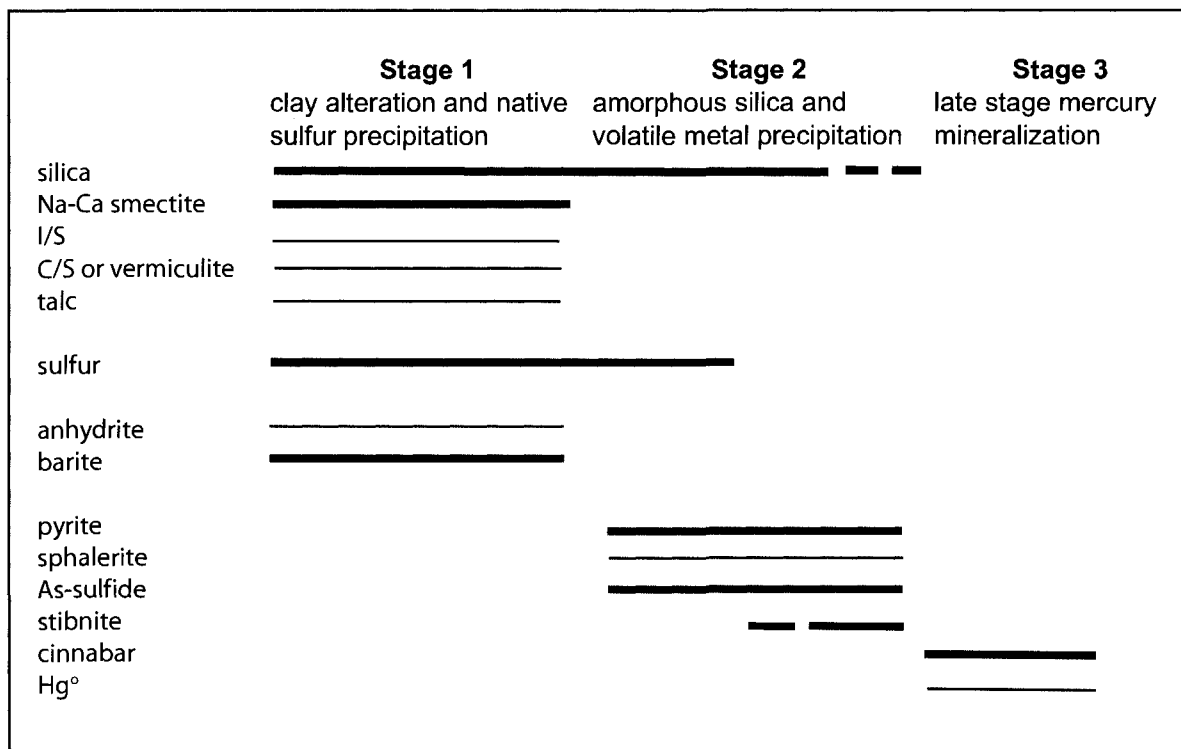 Stage 1
clay alteration and native
sulfur precipitation
Stage 2
amorphous silica and
volatile metal precipitation
Stage 3
late stage mercury
mineralization
silica
Na-Ca smectite
I/S
C/S or vermiculite
talc
sulfur
anhydrite
barite
pyrite
sphalerite
As-sulfide
stibnite
cinnabar
Hg°